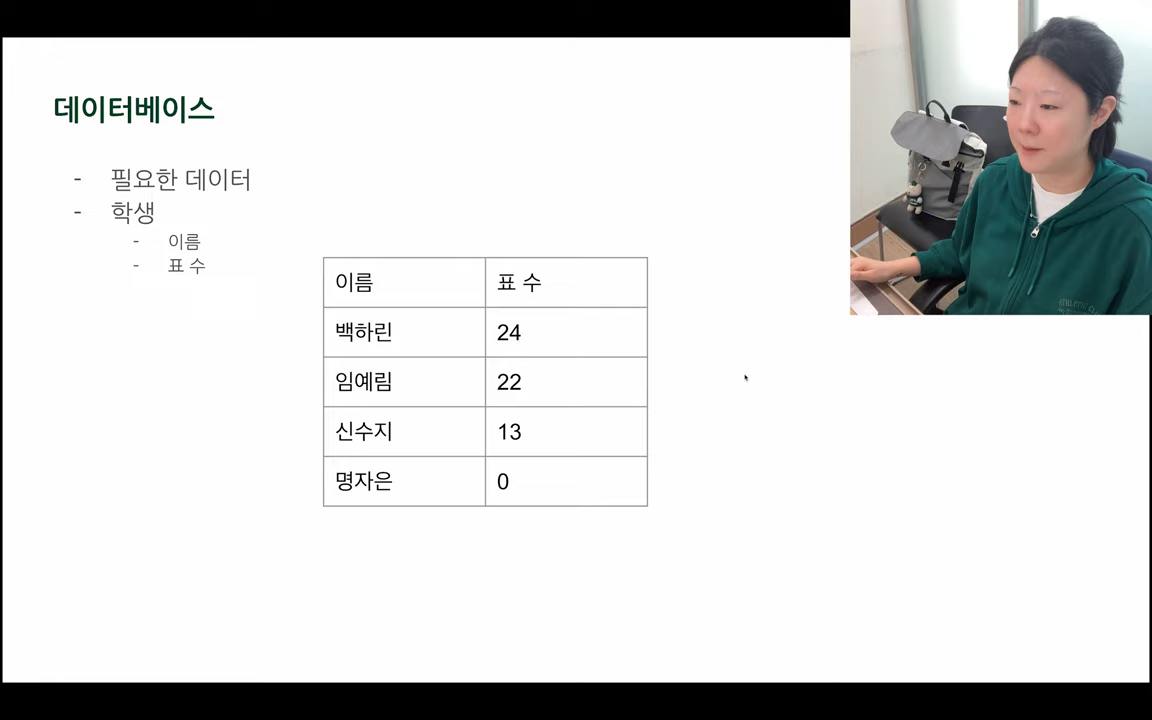 데이터베이스
- 필요한 데이터
- 학생
- 이름
- 표 수
이름 표 수
백하린 24
임예림 22
신수지 13
명자은 0